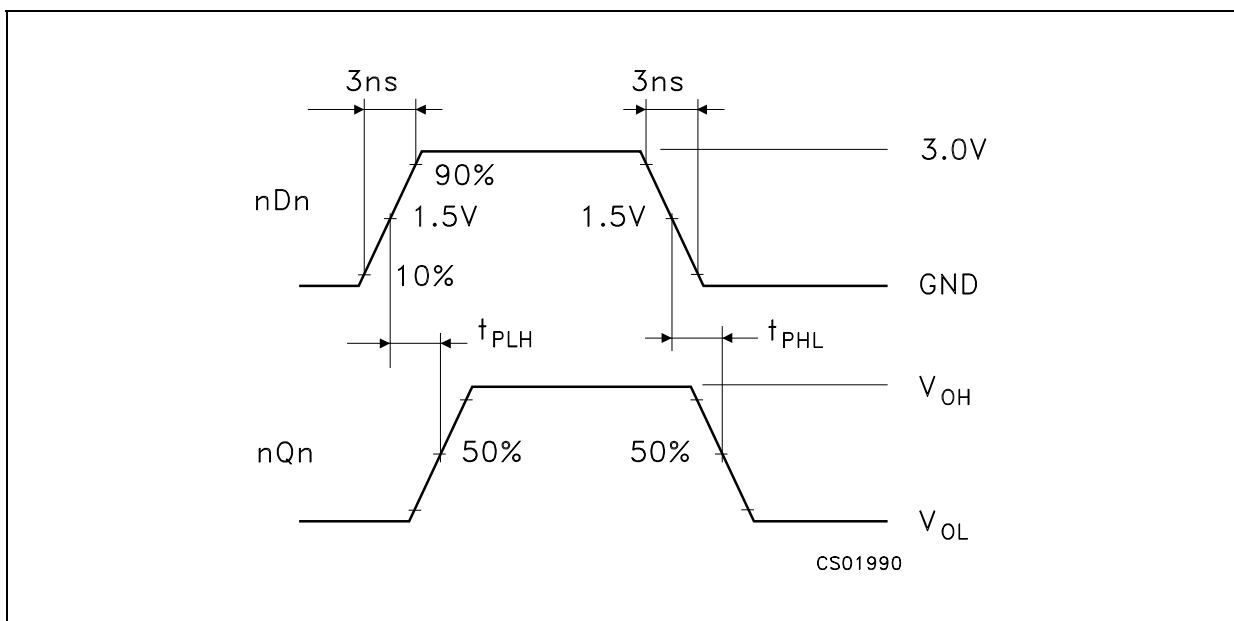 3ns 3ns
3.0V
90%
nDn 1.5V 1.5V
10%
GND
tPLH tPHL
VOH
nQn 50% 50%
VOL
CS01990